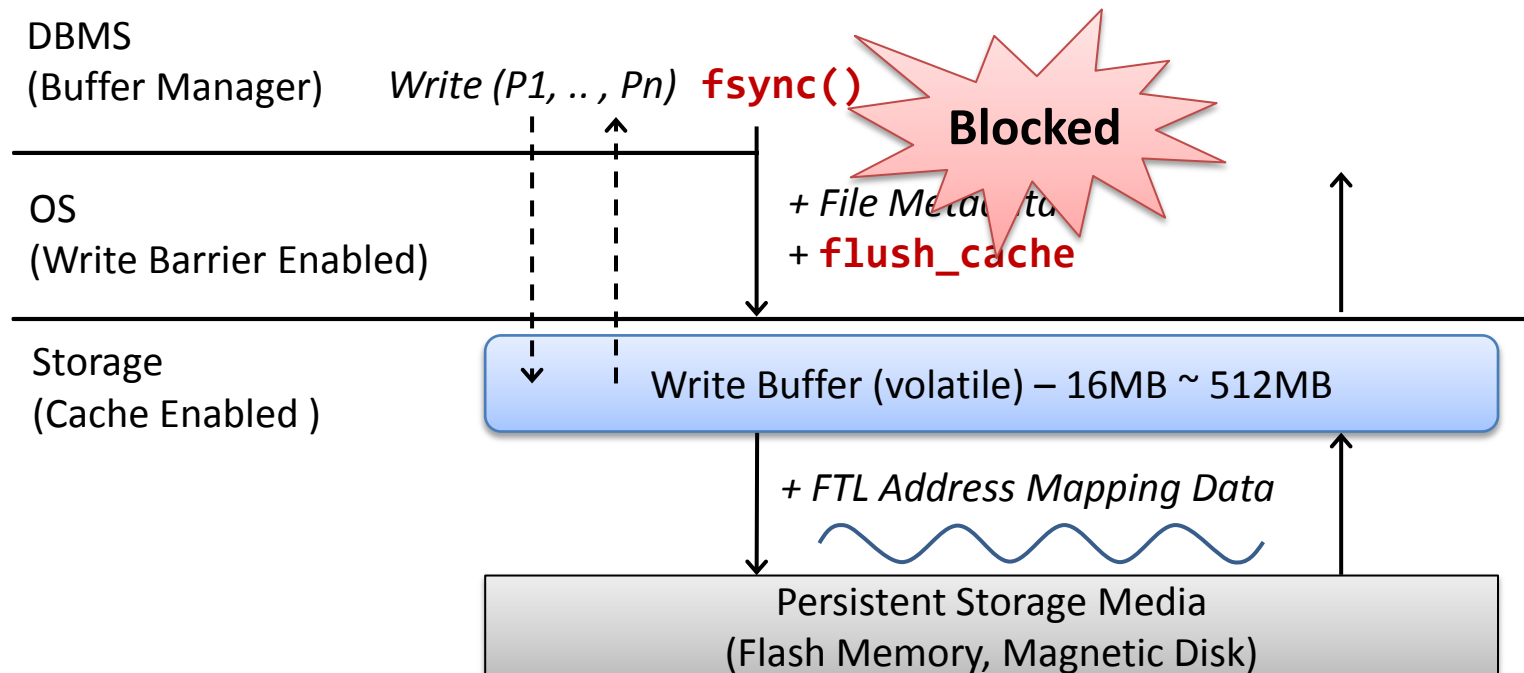 DBMS
(Buffer Manager)
Write (P1, .. , Pn) fsync()
Blocked
OS
(Write Barrier Enabled)
+ File Metadata
+ flush_cache
Storage
(Cache Enabled )
Write Buffer (volatile) – 16MB ~ 512MB
+ FTL Address Mapping Data
Persistent Storage Media
(Flash Memory, Magnetic Disk)